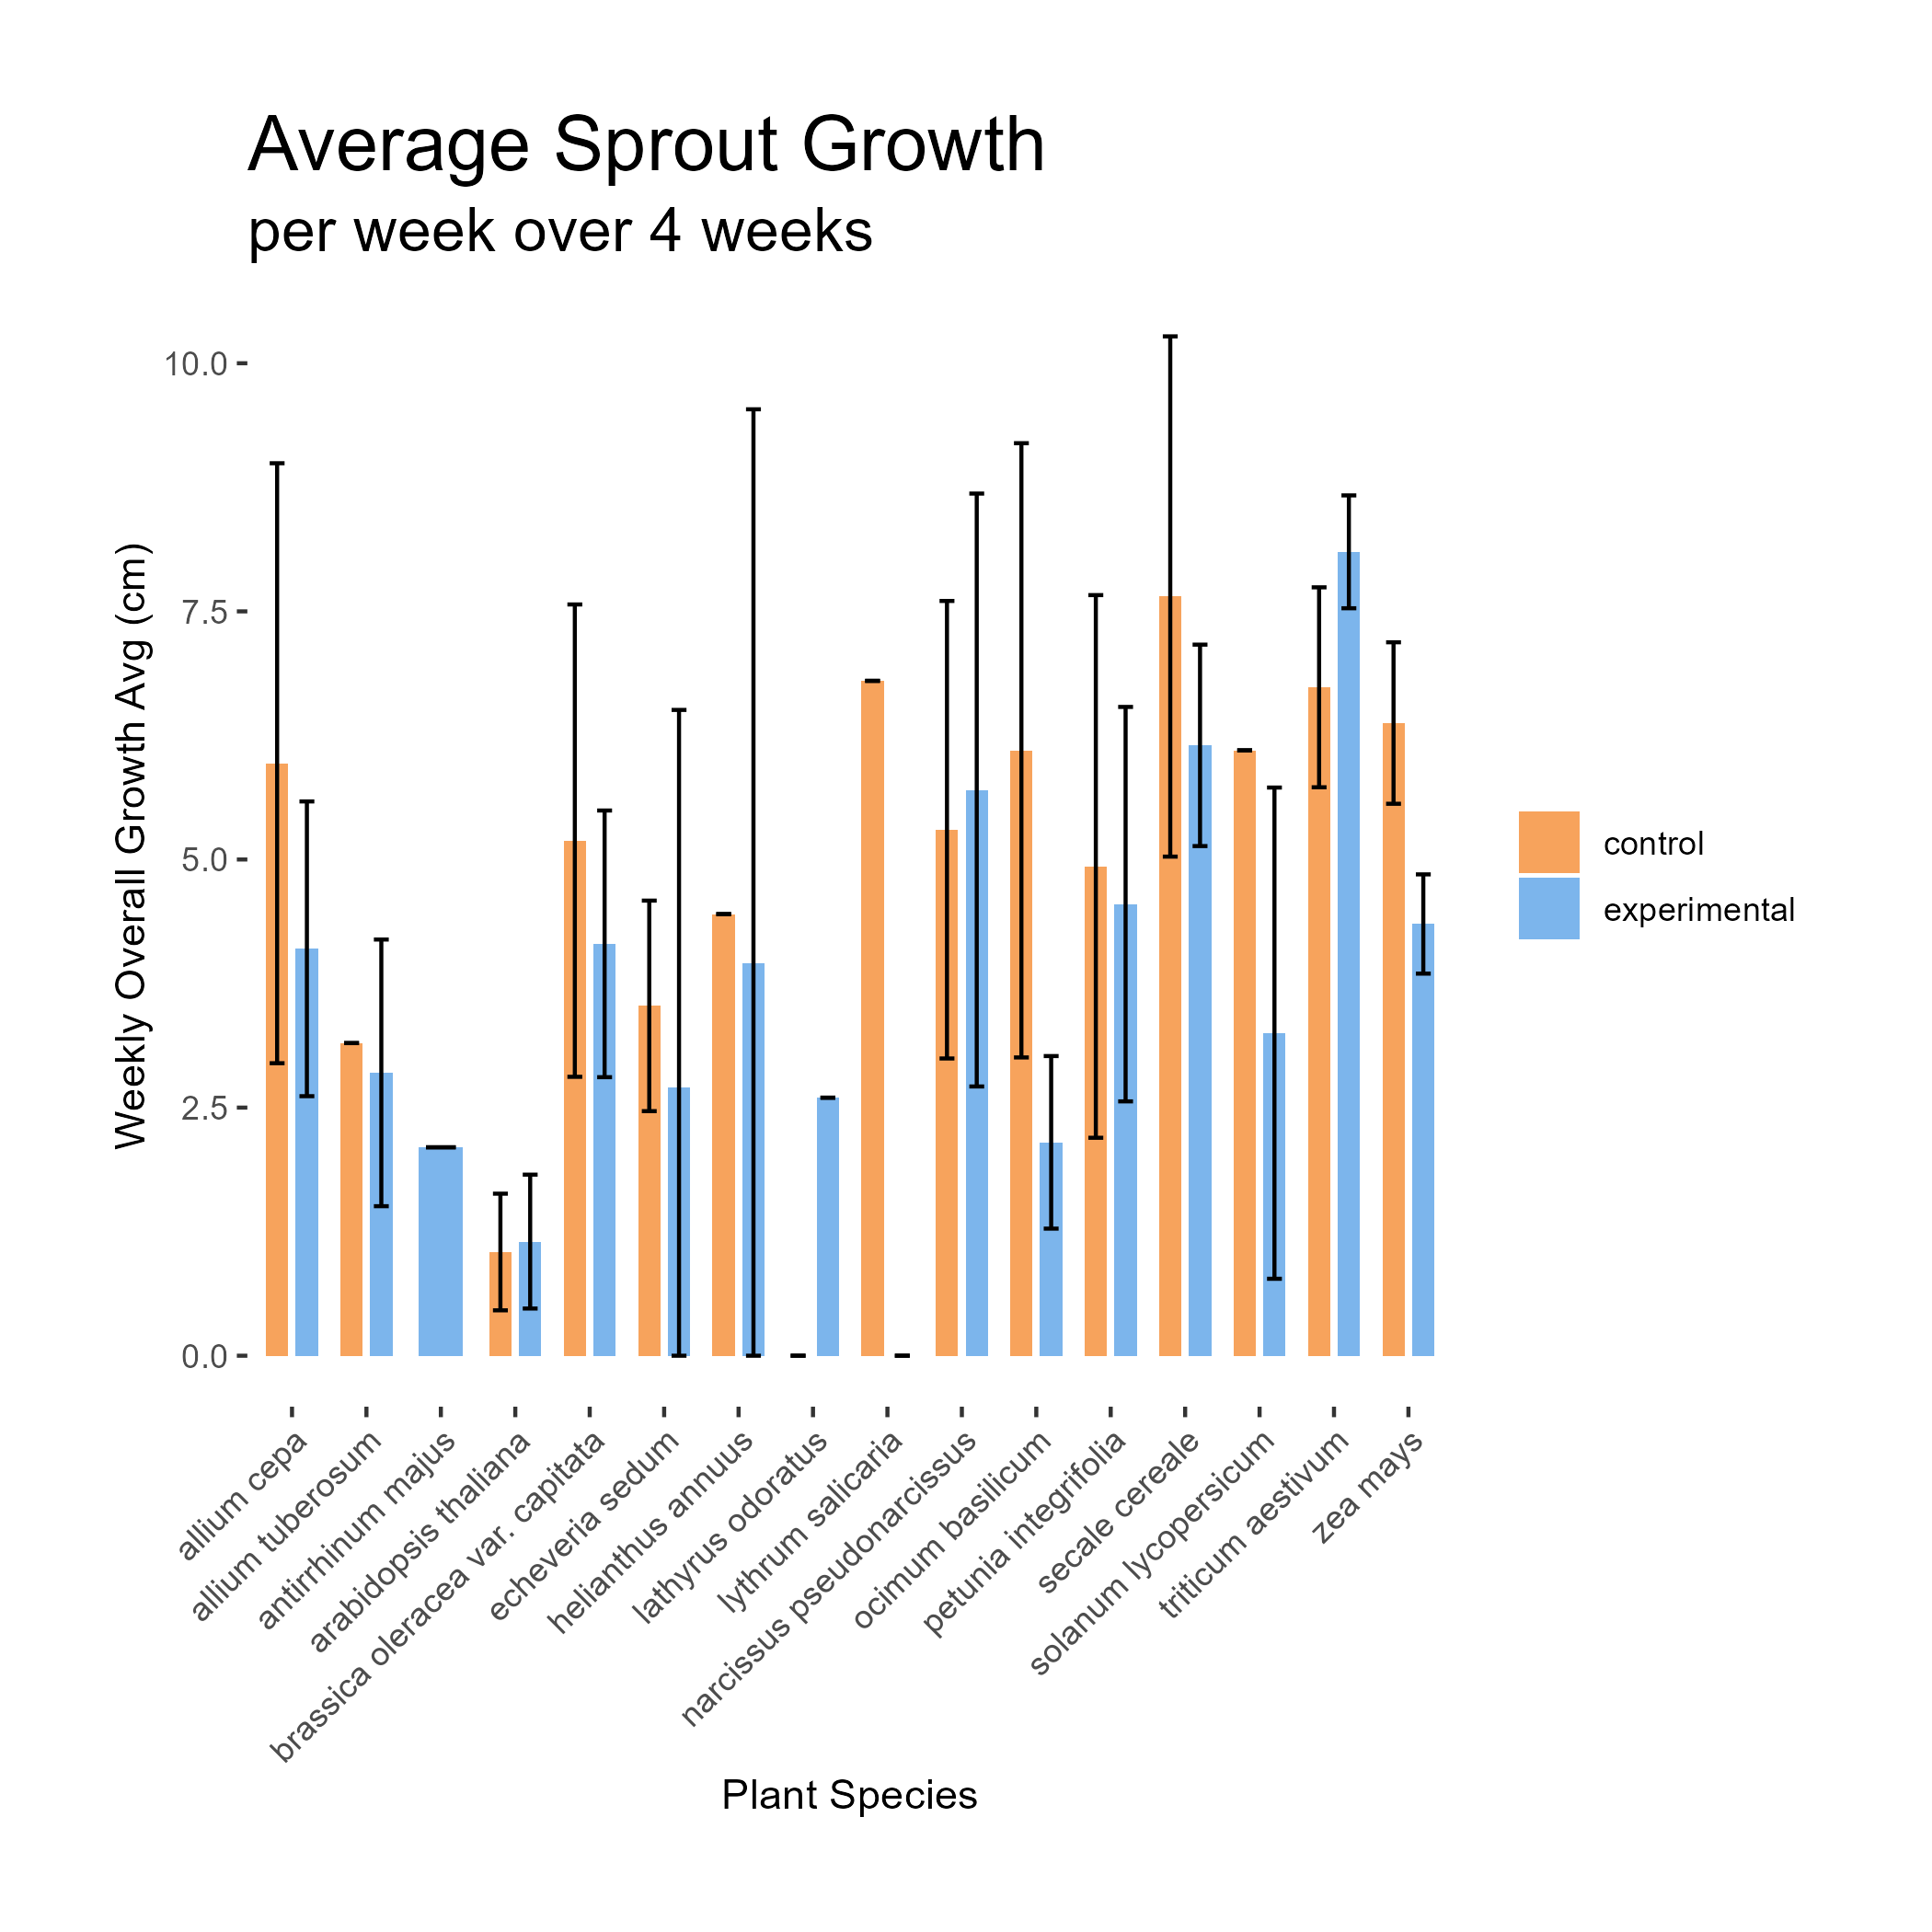 Average Sprout Growth
per week over 4 weeks
Weekly Overall Growth Avg (cm)
10.0
7.5
5.0
2.5
0.0
control
experimental
allium cepa
allium tuberosum
antirrhinum majus
arabidopsis thaliana
brassica oleracea var. capitata
echeveria sedum
helianthus annuus
lathyrus odoratus
lythrum salicaria
narcissus pseudonarcissus
ocimum basilicum
petunia integrifolia
secale cereale
solanum lycopersicum
triticum aestivum
zea mays
Plant Species